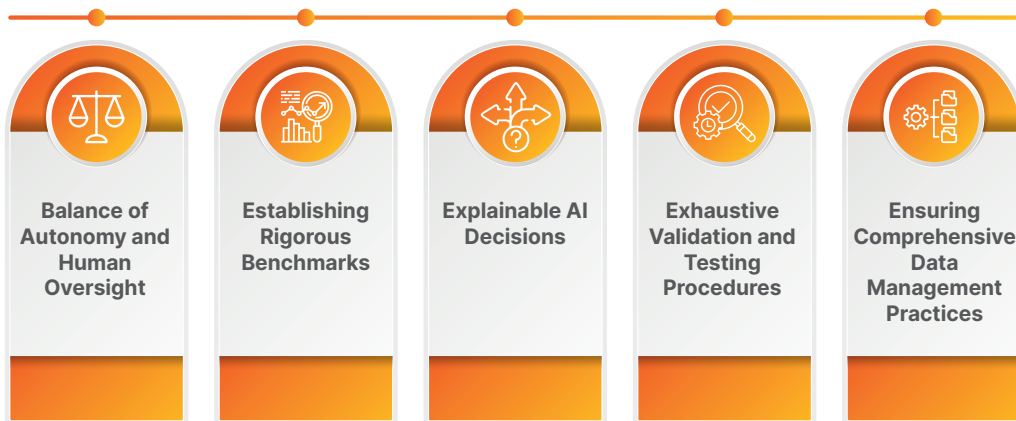 Balance of
Autonomy and
Human
Oversight
Establishing
Rigorous
Benchmarks
Explainable AI
Decisions
Exhaustive
Validation and
Testing
Procedures
Ensuring
Comprehensive
Data
Management
Practices